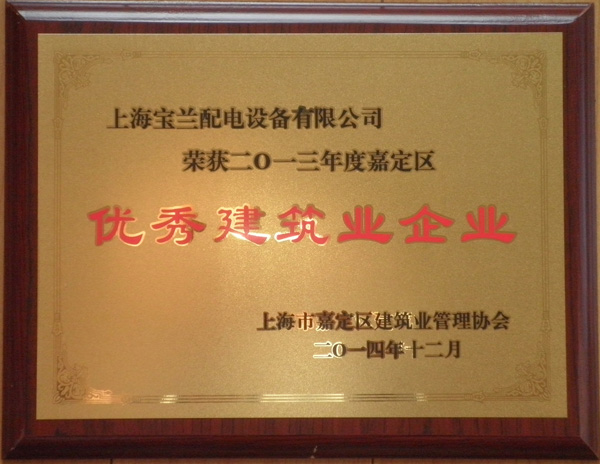 上海宝兰配电设备有限公司
荣获二O一三年度嘉定区
优秀建筑业企业
上海市嘉定区建筑业管理协会
二O一四年十二月